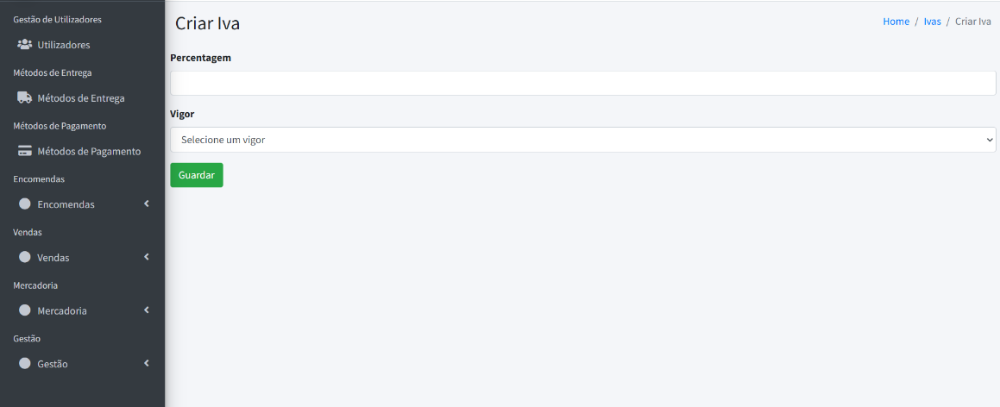 Gestão de Utilizadores
Utilizadores
Métodos de Entrega
Métodos de Entrega
Métodos de Pagamento
Métodos de Pagamento
Encomendas
Encomendas
Vendas
Vendas
Mercadoria
Mercadoria
Gestão
Gestão
Criar Iva
Home / Ivas / Criar Iva
Percentagem
Vigor
Selecione um vigor
Guardar